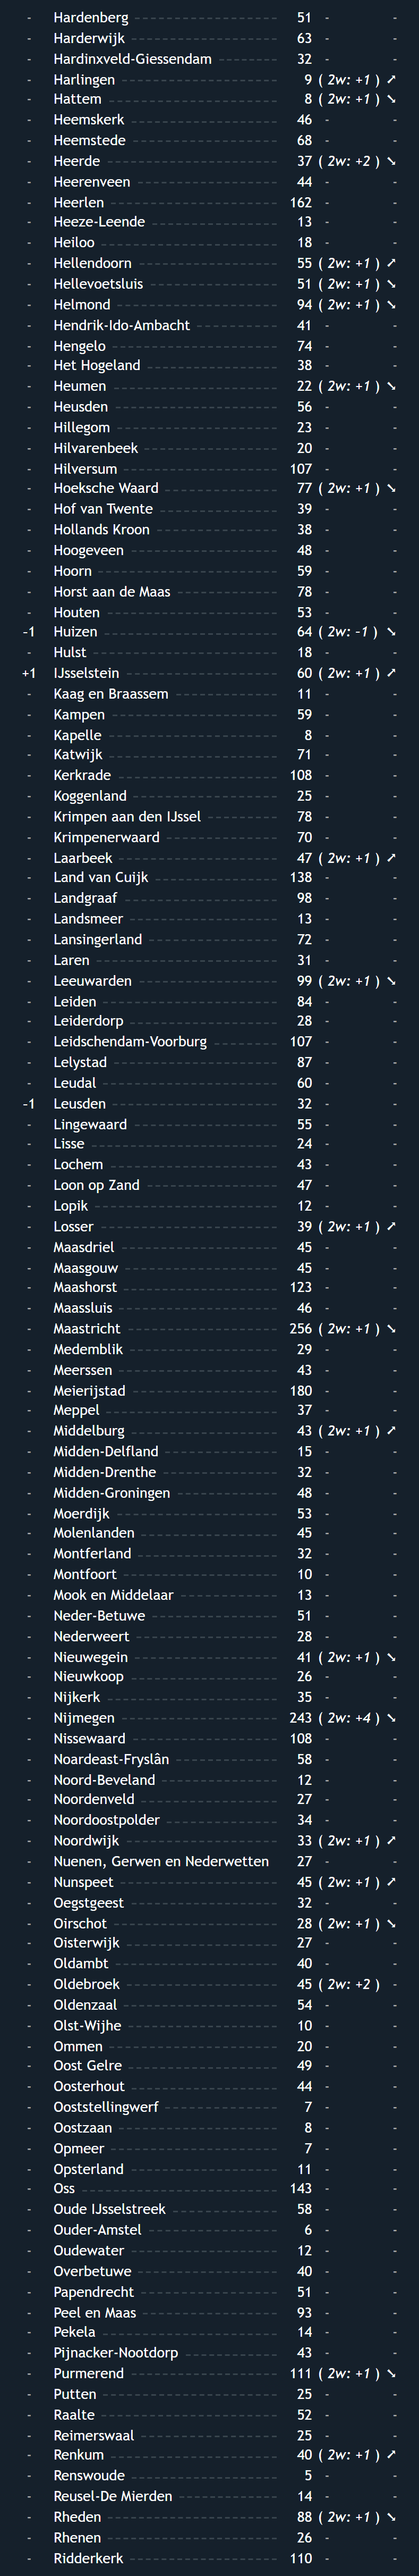 - Hardenberg 51 - -
- Harderwijk 63 - -
- Hardinxveld-Giessendam 32 - -
- Harlingen 9 ( 2w: +1 ) ↗
- Hattem 8 ( 2w: +1 ) ↘
- Heemskerk 46 - -
- Heemstede 68 - -
- Heerde 37 ( 2w: +2 ) ↘
- Heerenveen 44 - -
- Heerlen 162 - -
- Heeze-Leende 13 - -
- Heiloo 18 - -
- Hellendoorn 55 ( 2w: +1 ) ↗
- Hellevoetsluis 51 ( 2w: +1 ) ↘
- Helmond 94 ( 2w: +1 ) ↘
- Hendrik-Ido-Ambacht 41 - -
- Hengelo 74 - -
- Het Hogeland 38 - -
- Heumen 22 ( 2w: +1 ) ↘
- Heusden 56 - -
- Hillegom 23 - -
- Hilvarenbeek 20 - -
- Hilversum 107 - -
- Hoeksche Waard 77 ( 2w: +1 ) ↘
- Hof van Twente 39 - -
- Hollands Kroon 38 - -
- Hoogeveen 48 - -
- Hoorn 59 - -
- Horst aan de Maas 78 - -
- Houten 53 - -
-1 Huizen 64 ( 2w: -1 ) ↘
- Hulst 18 - -
+1 IJsselstein 60 ( 2w: +1 ) ↗
- Kaag en Braassem 11 - -
- Kampen 59 - -
- Kapelle 8 - -
- Katwijk 71 - -
- Kerkrade 108 - -
- Koggenland 25 - -
- Krimpen aan den IJssel 78 - -
- Krimpenerwaard 70 - -
- Laarbeek 47 ( 2w: +1 ) ↗
- Land van Cuijk 138 - -
- Landgraaf 98 - -
- Landsmeer 13 - -
- Lansingerland 72 - -
- Laren 31 - -
- Leeuwarden 99 ( 2w: +1 ) ↘
- Leiden 84 - -
- Leiderdorp 28 - -
- Leidschendam-Voorburg 107 - -
- Lelystad 87 - -
- Leudal 60 - -
-1 Leusden 32 - -
- Lingewaard 55 - -
- Lisse 24 - -
- Lochem 43 - -
- Loon op Zand 47 - -
- Lopik 12 - -
- Losser 39 ( 2w: +1 ) ↗
- Maasdriel 45 - -
- Maasgouw 45 - -
- Maashorst 123 - -
- Maassluis 46 - -
- Maastricht 256 ( 2w: +1 ) ↘
- Medemblik 29 - -
- Meerssen 43 - -
- Meierijstad 180 - -
- Meppel 37 - -
- Middelburg 43 ( 2w: +1 ) ↗
- Midden-Delfland 15 - -
- Midden-Drenthe 32 - -
- Midden-Groningen 48 - -
- Moerdijk 53 - -
- Molenlanden 45 - -
- Montferland 32 - -
- Montfoort 10 - -
- Mook en Middelaar 13 - -
- Neder-Betuwe 51 - -
- Nederweert 28 - -
- Nieuwegein 41 ( 2w: +1 ) ↘
- Nieuwkoop 26 - -
- Nijkerk 35 - -
- Nijmegen 243 ( 2w: +4 ) ↘
- Nissewaard 108 - -
- Noardeast-Fryslân 58 - -
- Noord-Beveland 12 - -
- Noordenveld 27 - -
- Noordoostpolder 34 - -
- Noordwijk 33 ( 2w: +1 ) ↗
- Nuenen, Gerwen en Nederwetten 27 - -
- Nunspeet 45 ( 2w: +1 ) ↗
- Oegstgeest 32 - -
- Oirschot 28 ( 2w: +1 ) ↘
- Oisterwijk 27 - -
- Oldambt 40 - -
- Oldebroek 45 ( 2w: +2 ) -
- Oldenzaal 54 - -
- Olst-Wijhe 10 - -
- Ommen 20 - -
- Oost Gelre 49 - -
- Oosterhout 44 - -
- Ooststellingwerf 7 - -
- Oostzaan 8 - -
- Opmeer 7 - -
- Opsterland 11 - -
- Oss 143 - -
- Oude IJsselstreek 58 - -
- Ouder-Amstel 6 - -
- Oudewater 12 - -
- Overbetuwe 40 - -
- Papendrecht 51 - -
- Peel en Maas 93 - -
- Pekela 14 - -
- Pijnacker-Nootdorp 43 - -
- Purmerend 111 ( 2w: +1 ) ↘
- Putten 25 - -
- Raalte 52 - -
- Reimerswaal 25 - -
- Renkum 40 ( 2w: +1 ) ↗
- Renswoude 5 - -
- Reusel-De Mierden 14 - -
- Rheden 88 ( 2w: +1 ) ↘
- Rhenen 26 - -
- Ridderkerk 110 - -